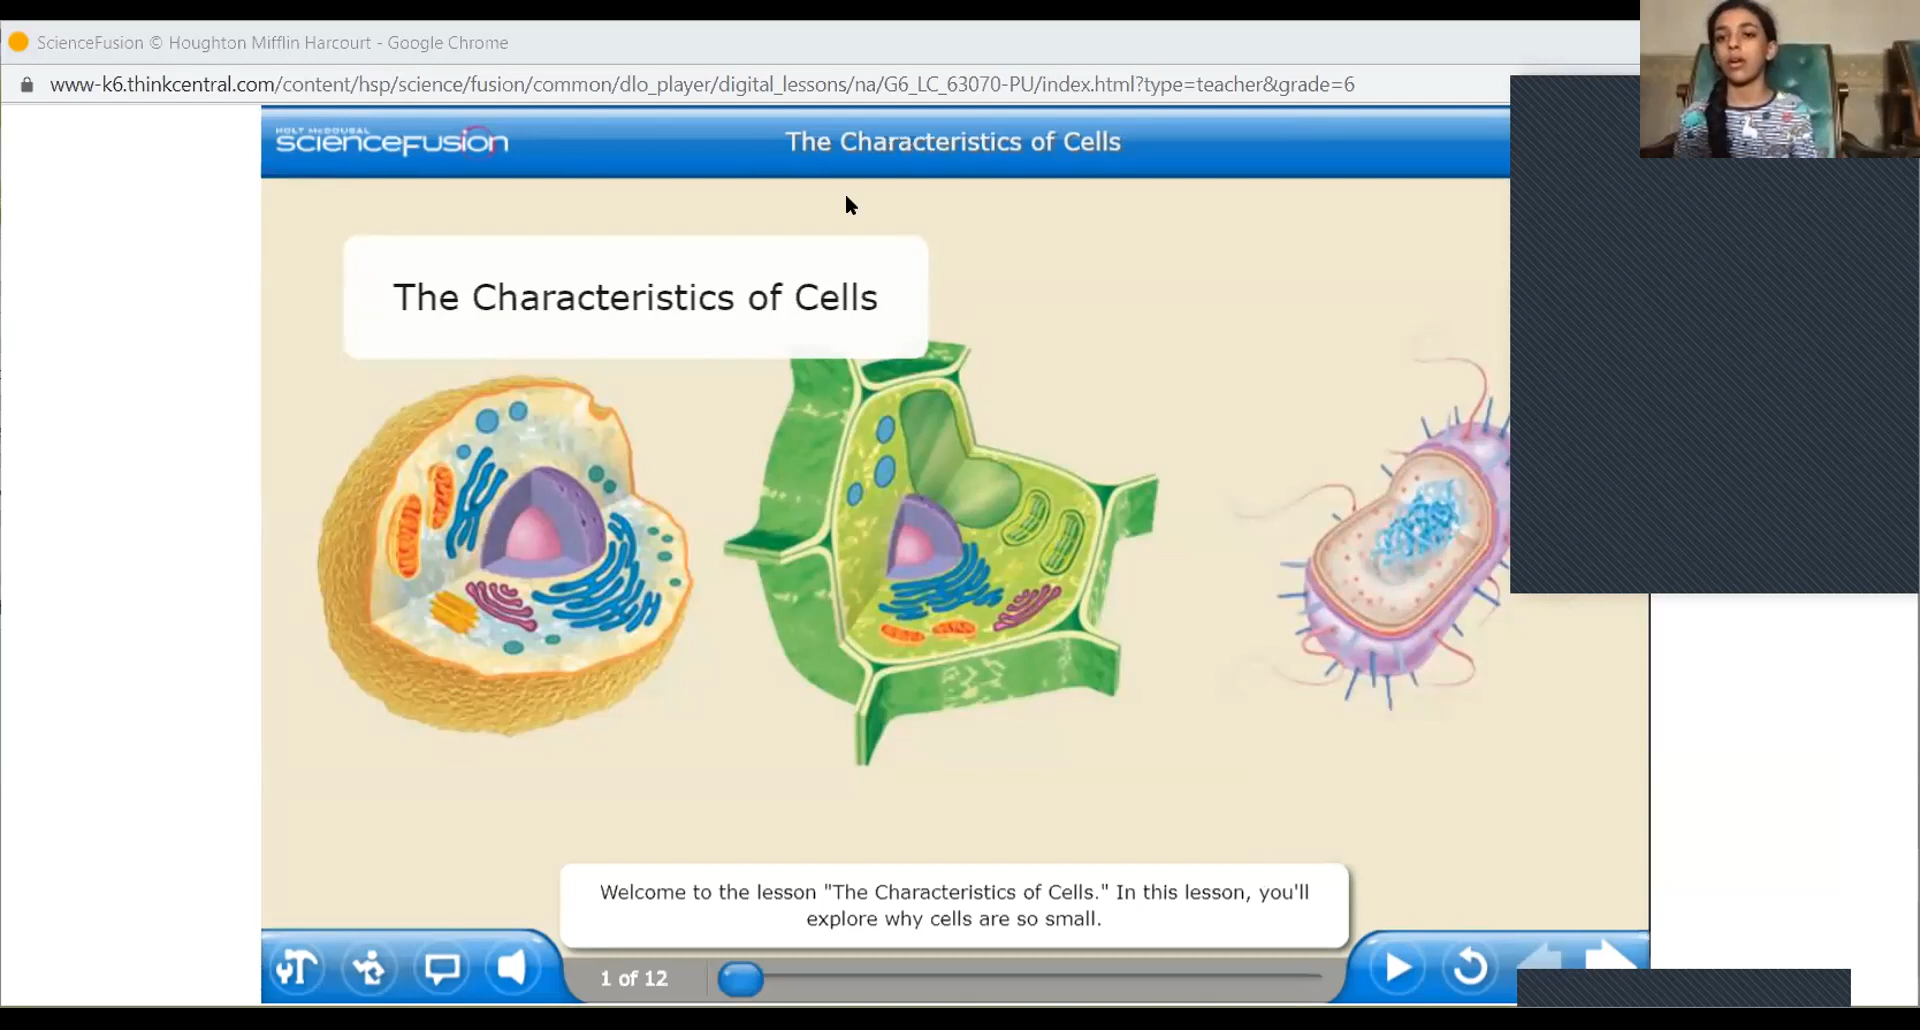 ScienceFusion © Houghton Mifflin Harcourt - Google Chrome
www-k6.thinkcentral.com/content/hsp/science/fusion/common/dlo_player/digital_lessons/na/G6_LC_63070-PU/index.html?type=teacher&grade=6
HOLT McDOUGAL
scienceFusion
The Characteristics of Cells
The Characteristics of Cells
Welcome to the lesson "The Characteristics of Cells." In this lesson, you'll
explore why cells are so small.
1 of 12